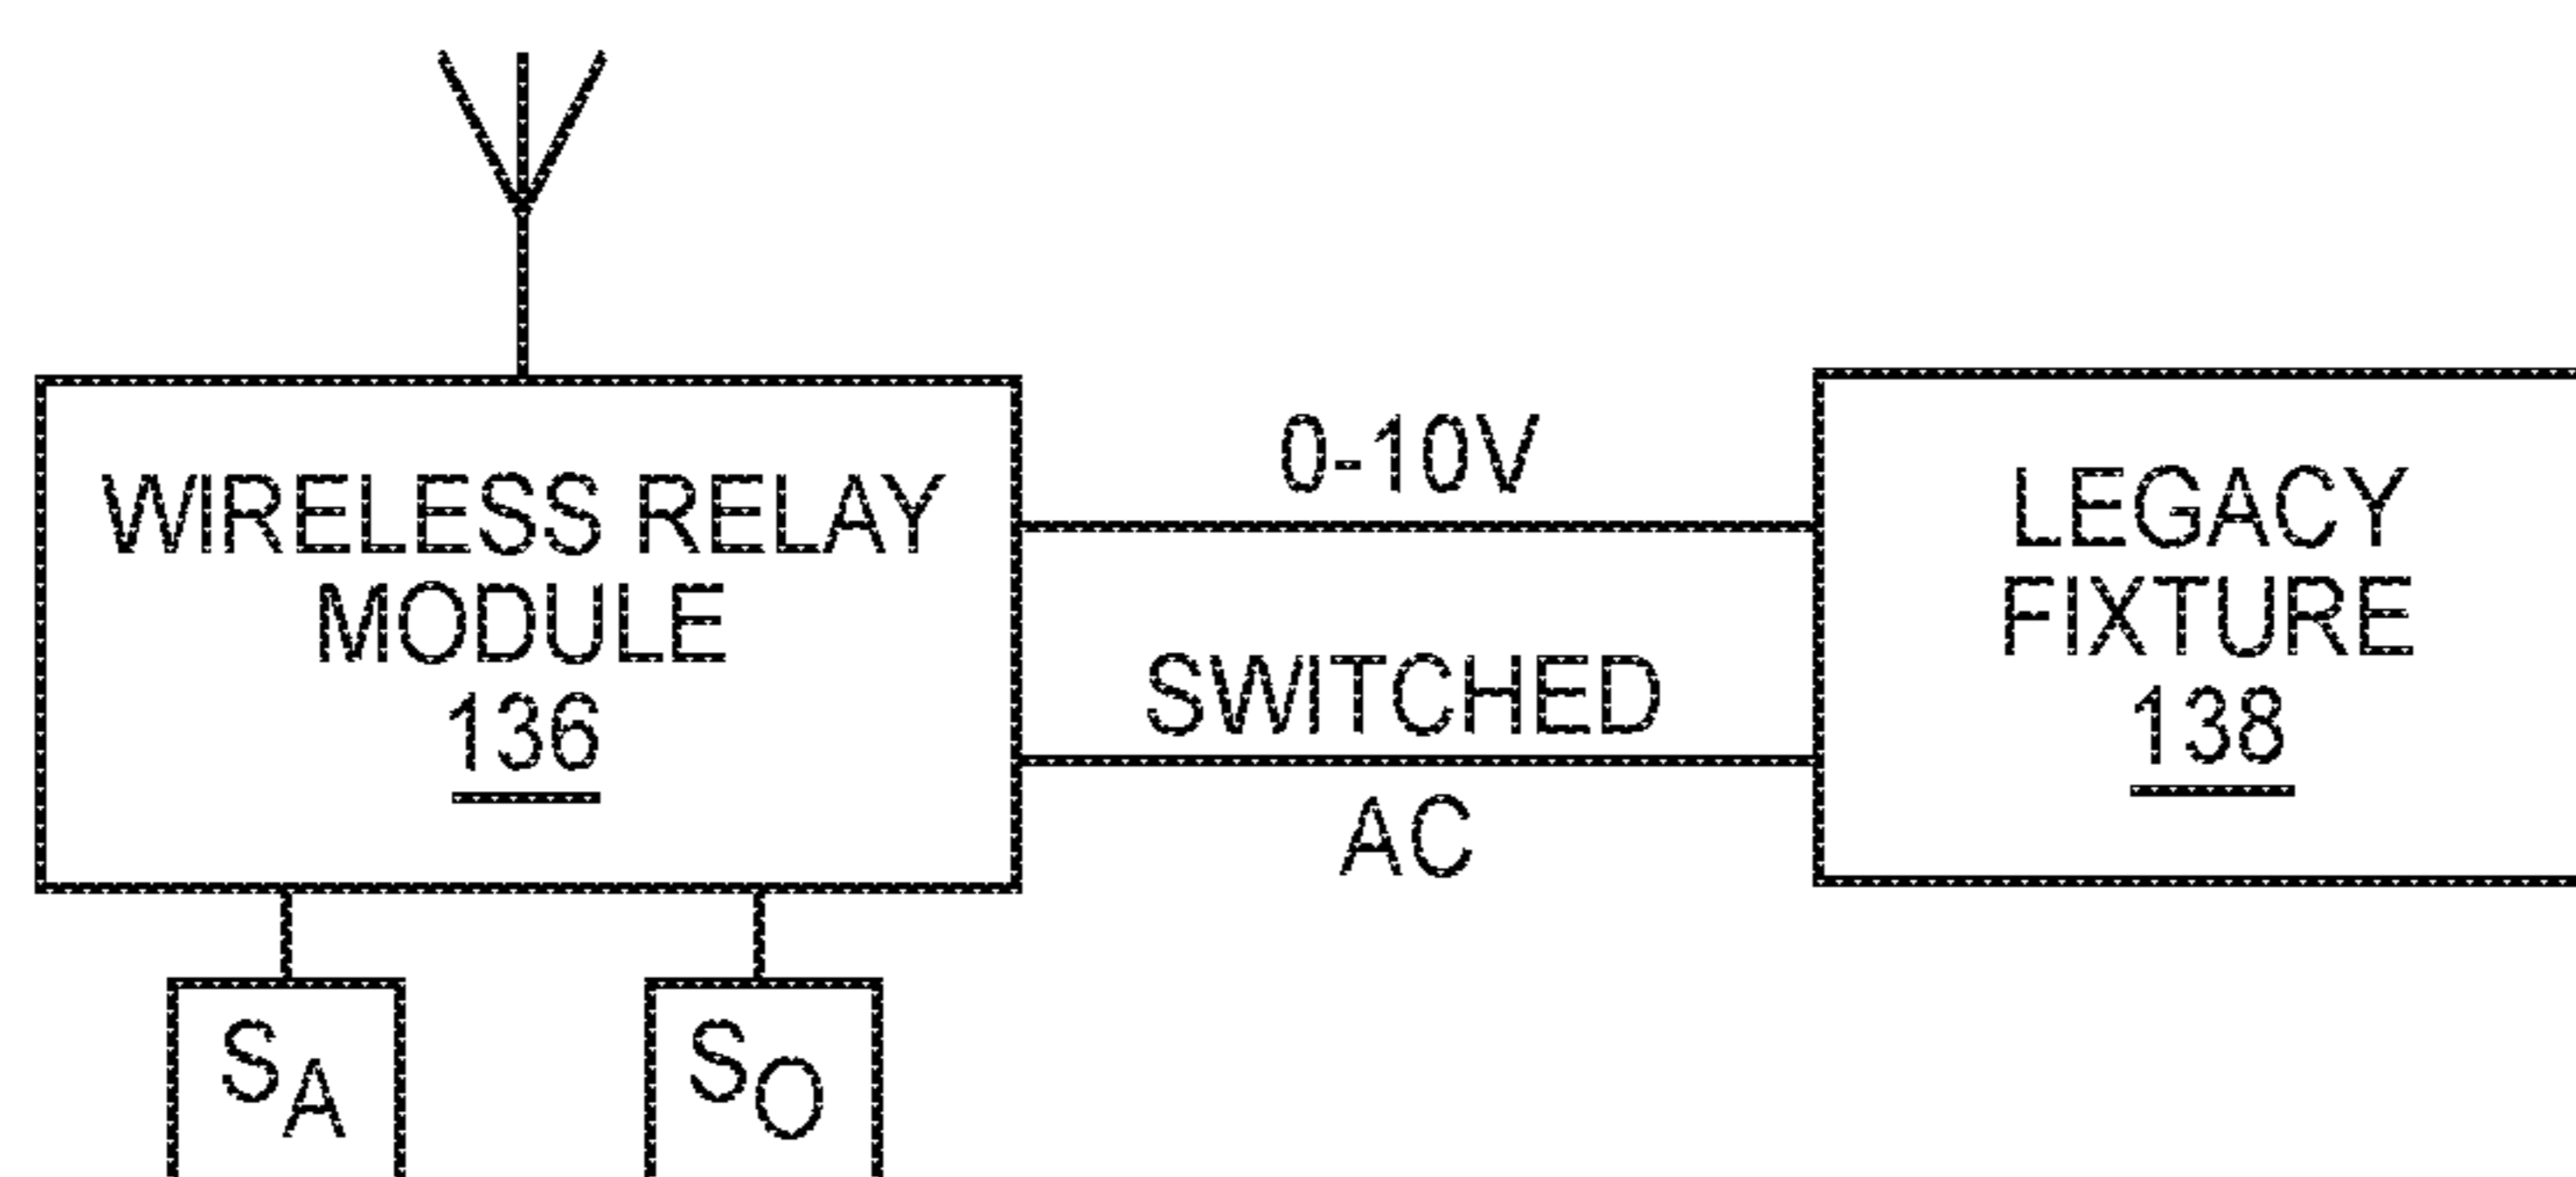 WIRELESS RELAY
MODULE
136
0-10V
SWITCHED
AC
LEGACY
FIXTURE
138
SA
SO